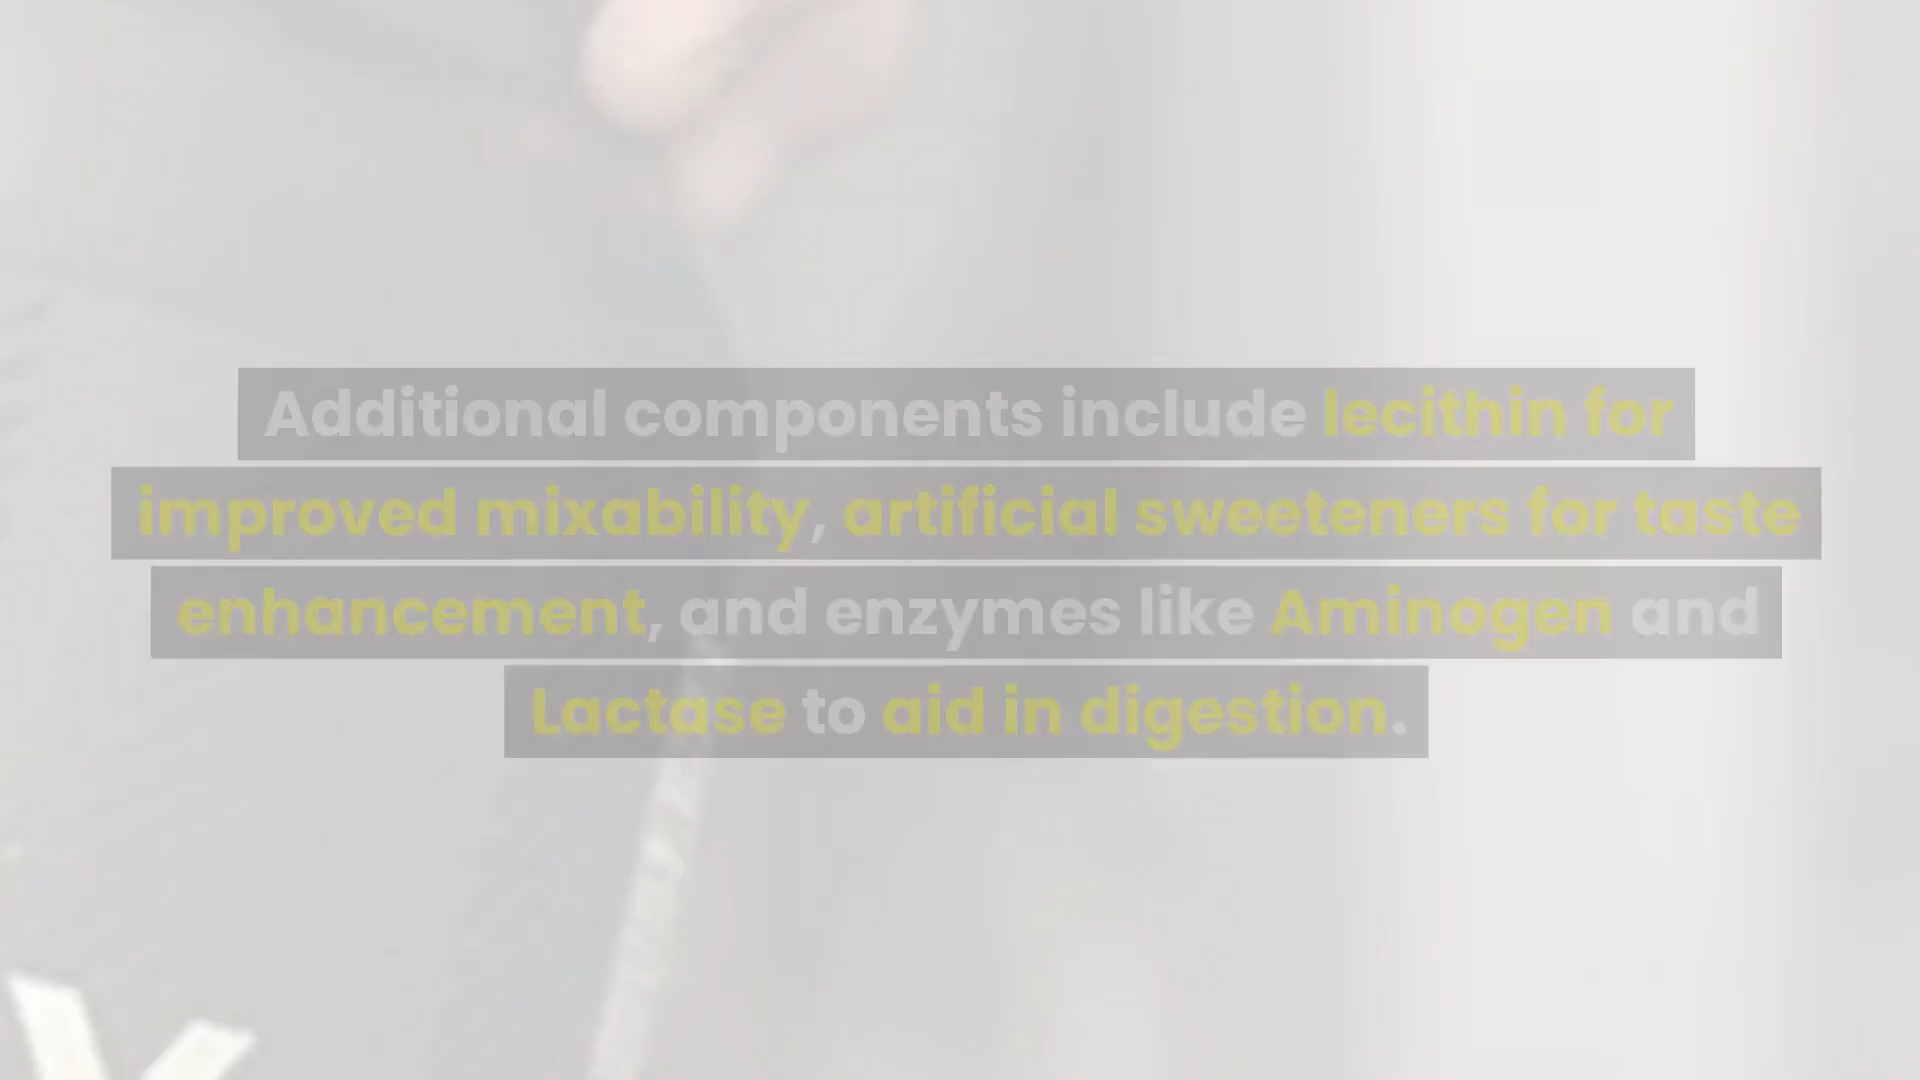 Additional components include lecithin for
improved mixability, artificial sweeteners for taste
enhancement, and enzymes like Aminogen and
Lactase to aid in digestion.